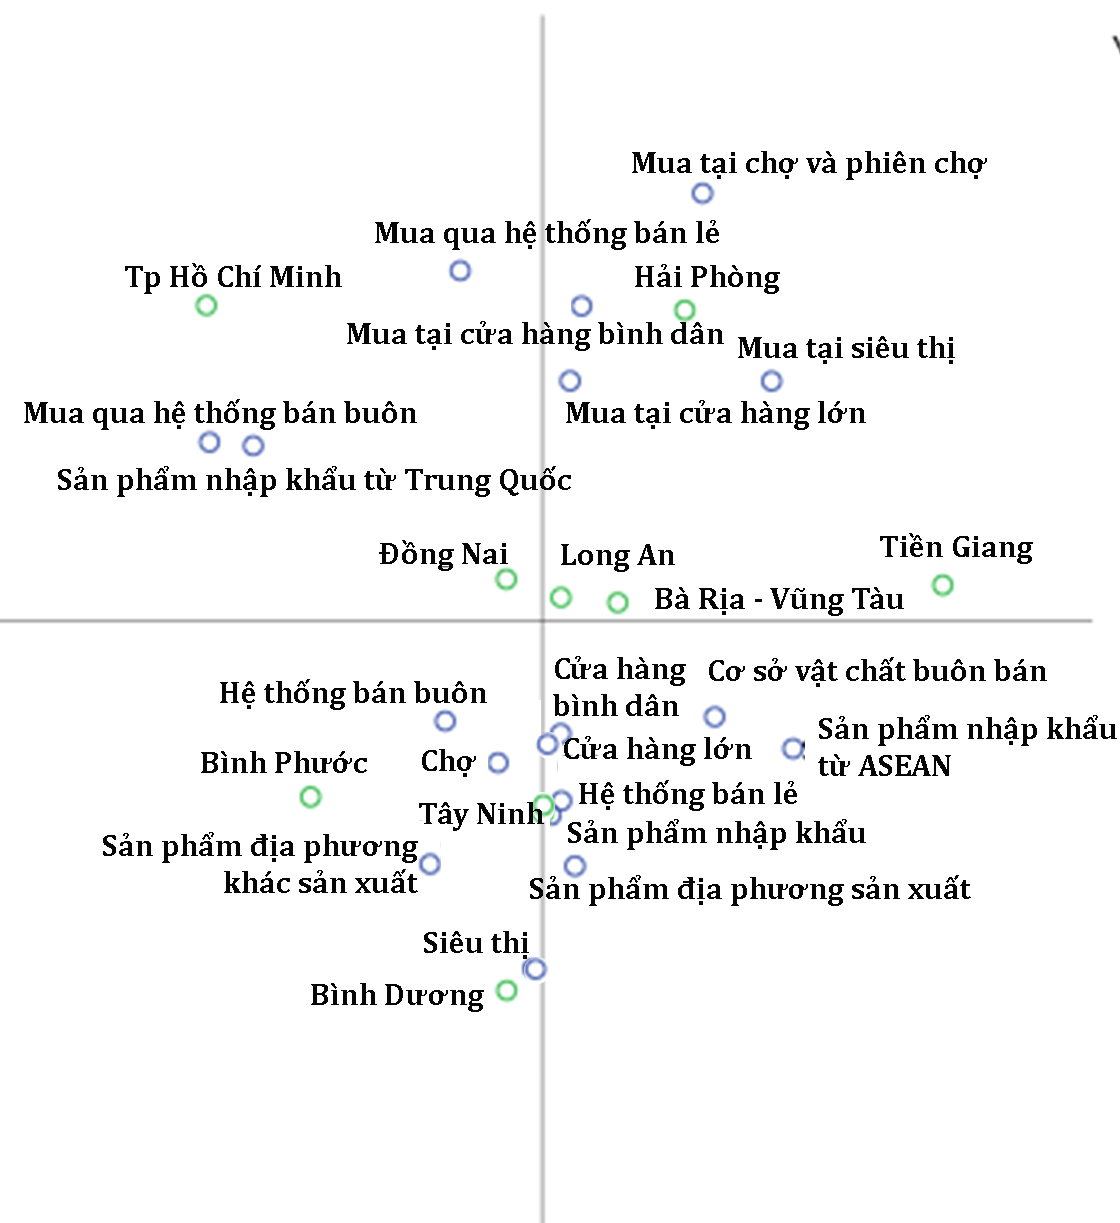 Mua tại chợ và phiên chợ
Mua qua hệ thống bán lẻ
Tp Hồ Chí Minh
Hải Phòng
Mua tại cửa hàng bình dân
Mua tại siêu thị
Mua qua hệ thống bán buôn
Mua tại cửa hàng lớn
Sản phẩm nhập khẩu từ Trung Quốc
Đồng Nai
Long An
Tiền Giang
Bà Rịa - Vũng Tàu
Cửa hàng
bình dân
Cơ sở vật chất buôn bán
Hệ thống bán buôn
Sản phẩm nhập khẩu
từ ASEAN
Cửa hàng lớn
Bình Phước
Chợ
Hệ thống bán lẻ
Tây Ninh
Sản phẩm nhập khẩu
Sản phẩm địa phương
khác sản xuất
Sản phẩm địa phương sản xuất
Siêu thị
Bình Dương